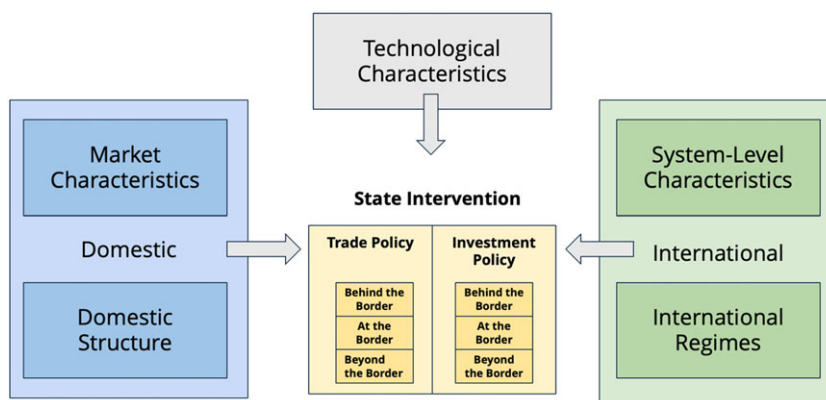 Technological
Characteristics
Market
Characteristics
Domestic
Domestic
Structure
State Intervention
Trade Policy
Behind the
Border
At the
Border
Beyond
the Border
Investment
Policy
Behind the
Border
At the
Border
Beyond
the Border
System-Level
Characteristics
International
International
Regimes